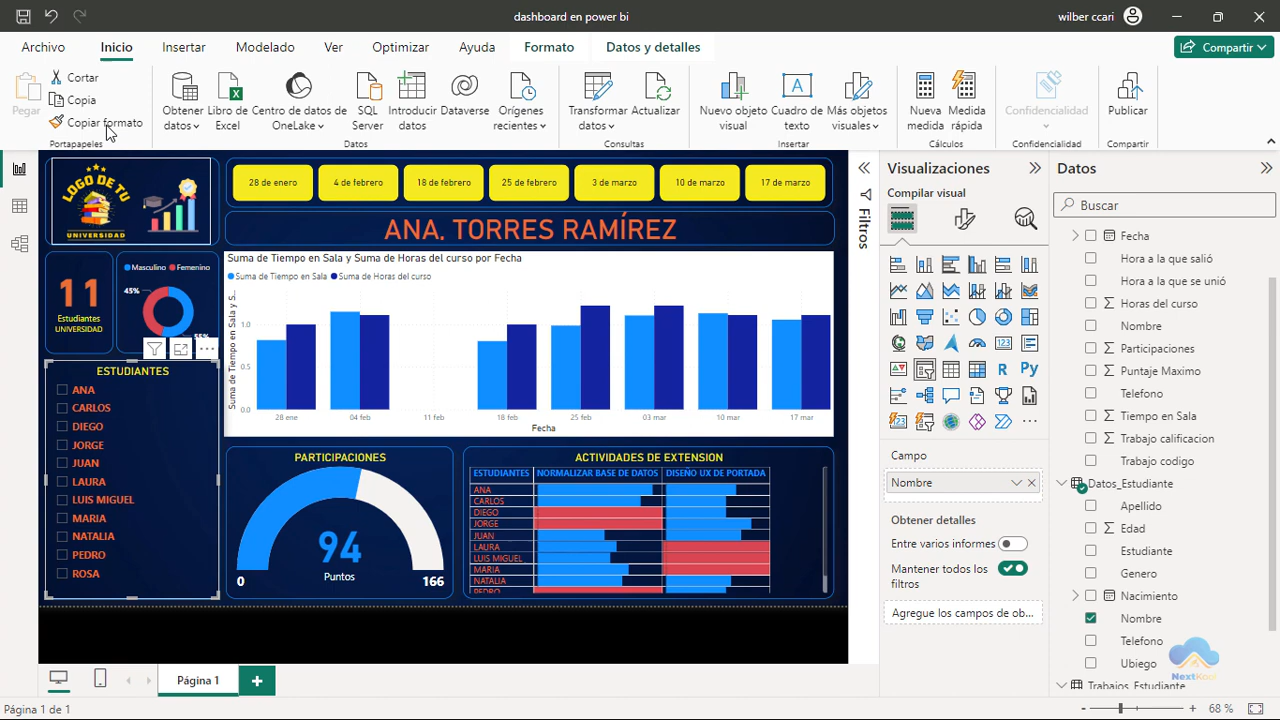 dashboard en power bi
wilber ccari
Archivo Inicio Insertar Modelado Ver Optimizar Ayuda Formato Datos y detalles
Compartir
Pegar
Cortar
Copia
Copiar formato
Portapapeles
Obtener datos
Libro de Excel
Centro de datos de OneLake
SQL Server
Introducir datos
Dataverse
Orígenes recientes
Datos
Transformar datos
Actualizar
Consultas
Nuevo objeto visual
Cuadro de texto
Más objetos visuales
Insertar
Nueva medida
Medida rápida
Cálculos
Confidencialidad
Confidencialidad
Publicar
Compartir
LOGO DE TU
UNIVERSIDAD
28 de enero
4 de febrero
18 de febrero
25 de febrero
3 de marzo
10 de marzo
17 de marzo
ANA, TORRES RAMÍREZ
11
Estudiantes
UNIVERSIDAD
Masculino Femenino
45%
55%
Suma de Tiempo en Sala y Suma de Horas del curso por Fecha
Suma de Tiempo en Sala Suma de Horas del curso
Suma de Tiempo en Sala y S...
1.0
0.5
0.0
28 ene 04 feb 11 feb 18 feb 25 feb 03 mar 10 mar 17 mar
Fecha
ESTUDIANTES
ANA
CARLOS
DIEGO
JORGE
JUAN
LAURA
LUIS MIGUEL
MARIA
NATALIA
PEDRO
ROSA
PARTICIPACIONES
94
Puntos
0
166
ACTIVIDADES DE EXTENSION
ESTUDIANTES NORMALIZAR BASE DE DATOS DISEÑO UX DE PORTADA
ANA
CARLOS
DIEGO
JORGE
JUAN
LAURA
LUIS MIGUEL
MARIA
NATALIA
PEDRO
Filtros
Visualizaciones
Compilar visual
123
R Py
123
Campo
Nombre
Obtener detalles
Entre varios informes
Mantener todos los
filtros
Agregue los campos de ob...
Datos
Buscar
Fecha
Hora a la que salió
Hora a la que se unió
Horas del curso
Nombre
Participaciones
Puntaje Maximo
Telefono
Tiempo en Sala
Trabajo calificacion
Trabajo codigo
Datos_Estudiante
Apellido
Edad
Estudiante
Genero
Nacimiento
Nombre
Telefono
Ubiego
Trabajos_Estudiante
NextKool
Página 1
Página 1 de 1
68 %